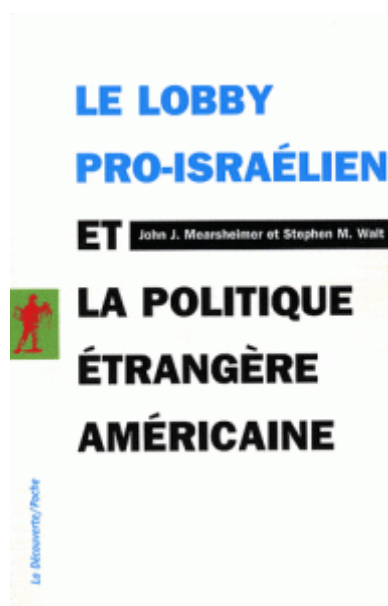 LE LOBBY
PRO-ISRAÉLIEN
ET John J. Mearsheimer et Stephen M. Walt
LA POLITIQUE
ÉTRANGÈRE
AMÉRICAINE
La Découverte/Poche